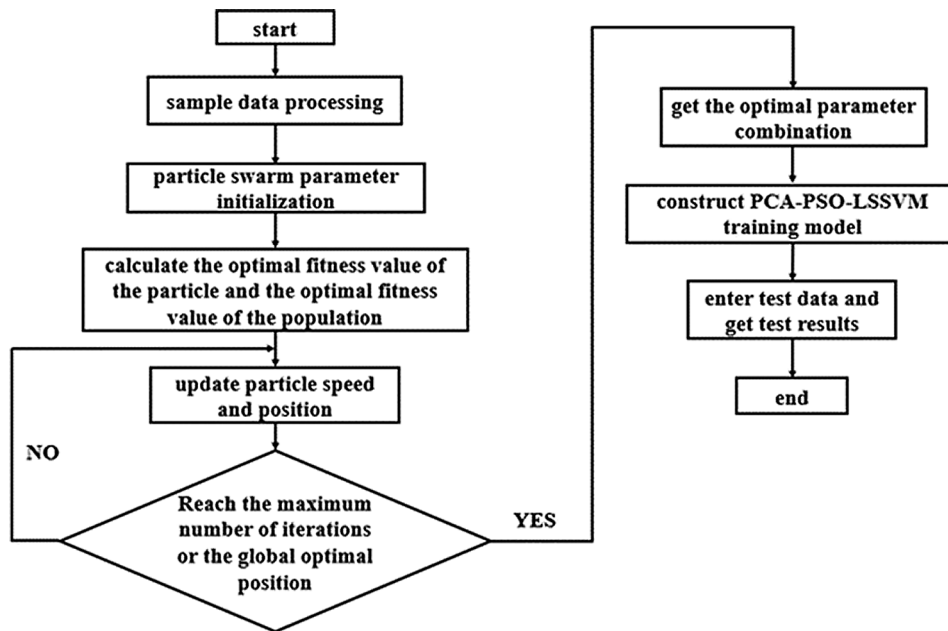 start
sample data processing
particle swarm parameter
initialization
calculate the optimal fitness value of
the particle and the optimal fitness
value of the population
update particle speed
and position
NO
Reach the maximum
number of iterations
or the global optimal
position
YES
get the optimal parameter
combination
construct PCA-PSO-LSSVM
training model
enter test data and
get test results
end